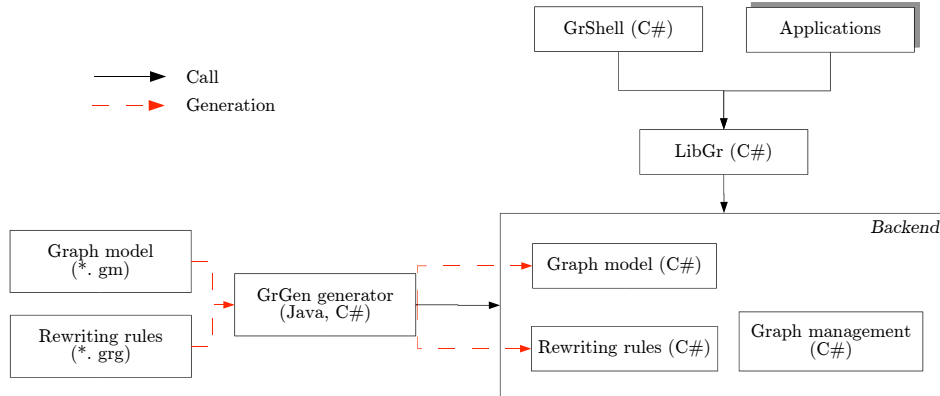 GrShell (C#)
Applications
Call
Generation
LibGr (C#)
Backend
Graph model
(*. gm)
Graph model (C#)
GrGen generator
(Java, C#)
Rewriting rules
(*. grg)
Rewriting rules (C#)
Graph management
(C#)